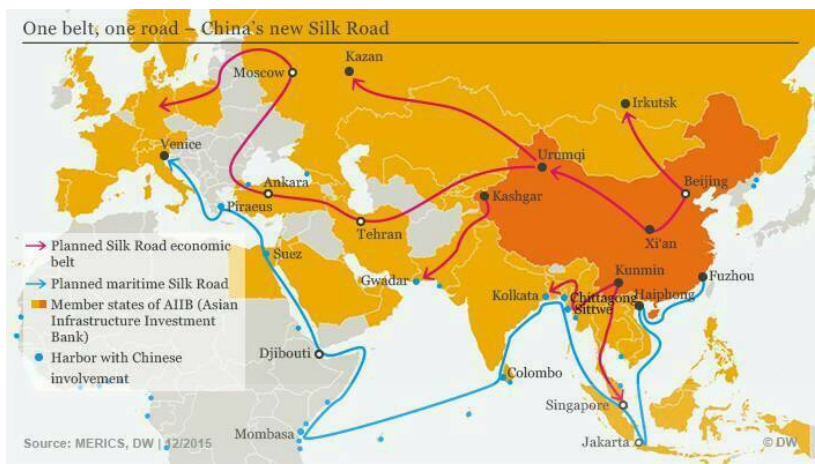 One belt, one road – China's new Silk Road
Kazan
Moscow
Irkutsk
Venice
Urumqi
Beijing
Ankara
Kashgar
Piraeus
Tehran
Xi'an
Planned Silk Road economic
belt
Suez
Planned maritime Silk Road
Gwadar
Kunmin
Fuzhou
Kolkata
Chittagong
Haiphong
Sittwe
Member states of AIIB (Asian
Infrastructure Investment
Bank)
Harbor with Chinese
involvement
Djibouti
Colombo
Singapore
Mombasa
Jakarta
Source: MERICS, DW | 12/2015
© DW